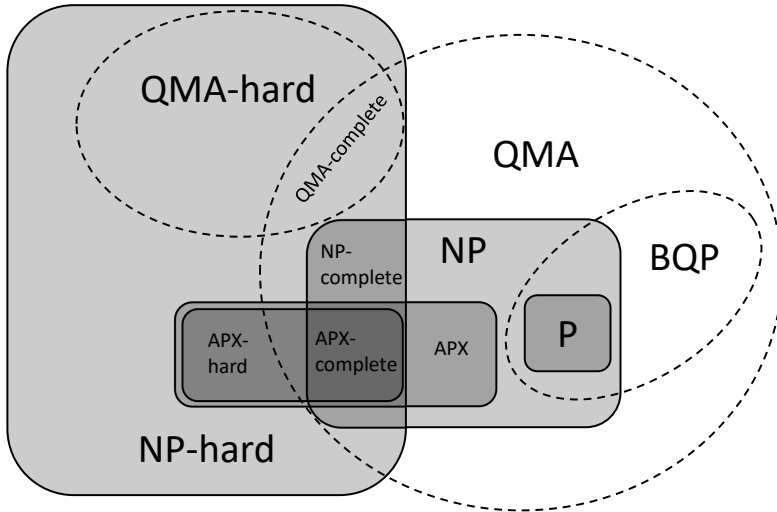 QMA-hard
QMA-complete
QMA
NP-
complete
NP
BQP
APX-
hard
APX-
complete
APX
P
NP-hard